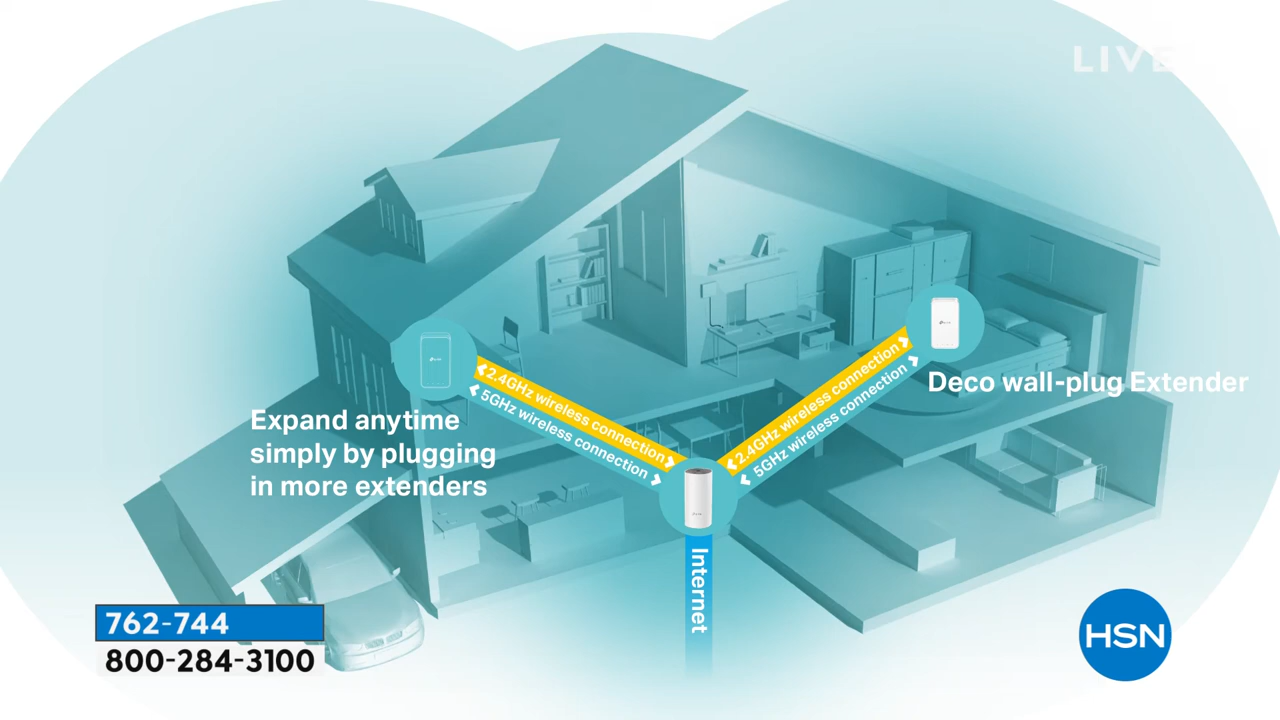 LIVE
2.4GHz wireless connection
5GHz wireless connection
2.4GHz wireless connection
5GHz wireless connection
Deco wall-plug Extender
Expand anytime
simply by plugging
in more extenders
Internet
762-744
800-284-3100
HSN